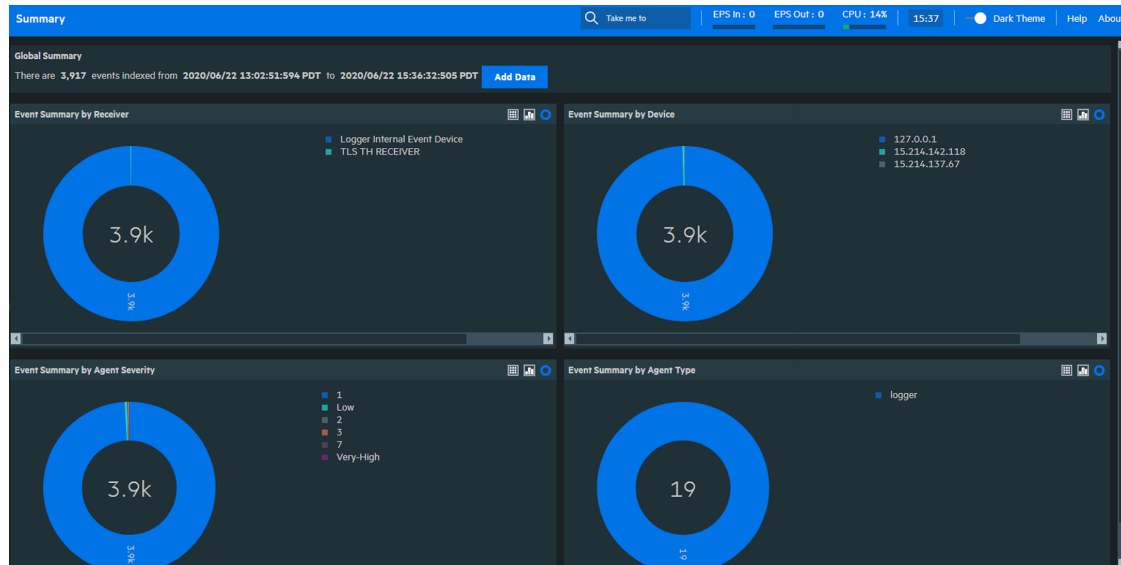 Summary
Take me to
EPS In : 0
EPS Out : 0
CPU : 14%
15:37
Dark Theme
Help
Abou
Global Summary
There are 3,917 events indexed from 2020/06/22 13:02:51:594 PDT to 2020/06/22 15:36:32:505 PDT
Add Data
Event Summary by Receiver
Logger Internal Event Device
TLS TH RECEIVER
3.9k
3.9k
Event Summary by Device
127.0.0.1
15.214.142.118
15.214.137.67
3.9k
3.9k
Event Summary by Agent Severity
1
Low
2
3
7
Very-High
3.9k
3.9k
Event Summary by Agent Type
logger
19
19